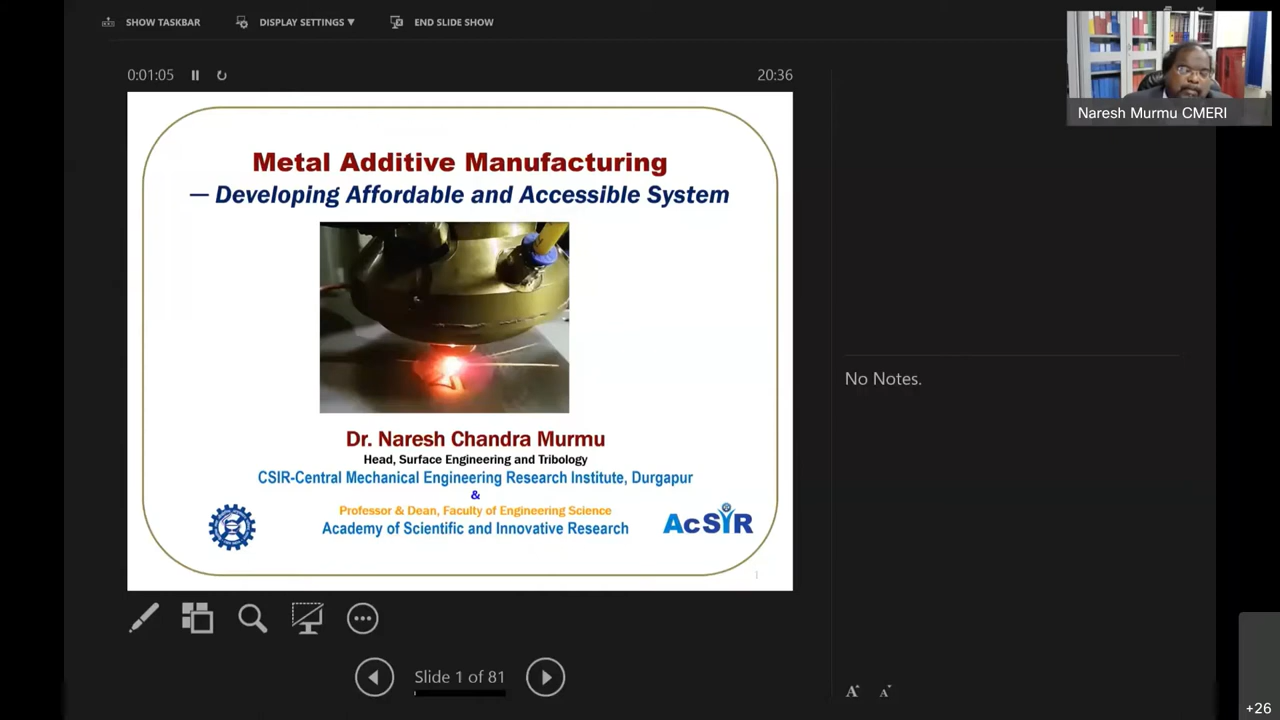 SHOW TASKBAR
DISPLAY SETTINGS ▼
END SLIDE SHOW
0:01:05
20:36
Naresh Murmu CMERI
Metal Additive Manufacturing
— Developing Affordable and Accessible System
Dr. Naresh Chandra Murmu
Head, Surface Engineering and Tribology
CSIR-Central Mechanical Engineering Research Institute, Durgapur
&
Professor & Dean, Faculty of Engineering Science
Academy of Scientific and Innovative Research
AcSIR
1
No Notes.
Slide 1 of 81
A
A
+26